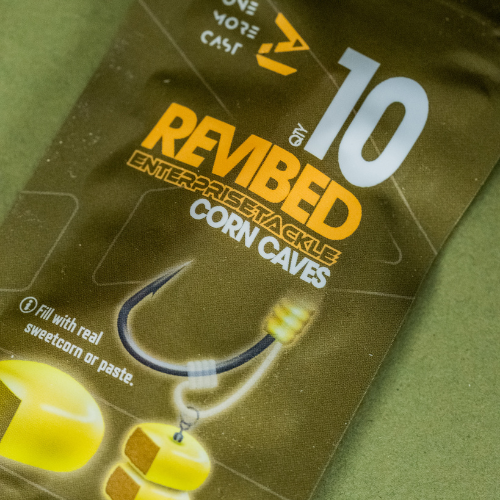 ONE
MORE
CAST
QTY 10
REVIBED
ENTERPRISETACKLE
CORN CAVES
i Fill with real
sweetcorn or paste.